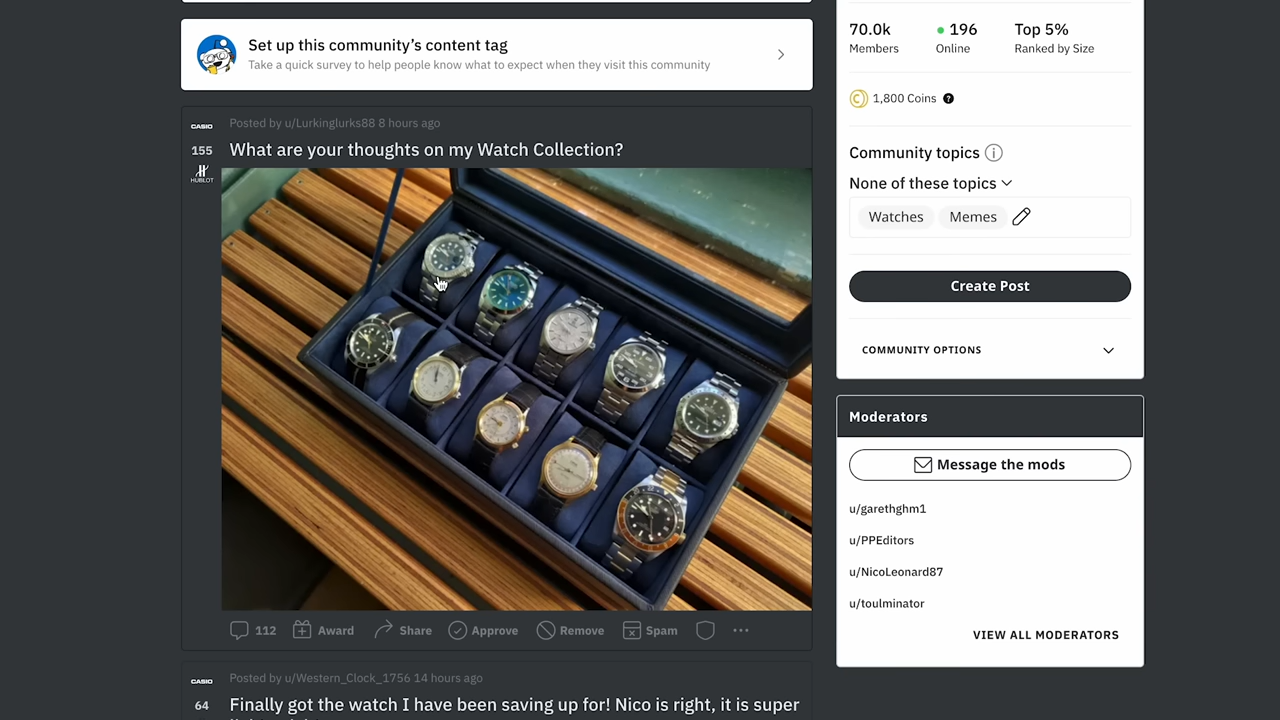 Set up this community's content tag
Take a quick survey to help people know what to expect when they visit this community
CASIO
Posted by u/Lurkinglurks88 8 hours ago
155
What are your thoughts on my Watch Collection?
HUBLOT
112
Award
Share
Approve
Remove
Spam
CASIO
Posted by u/Western_Clock_1756 14 hours ago
64
Finally got the watch I have been saving up for! Nico is right, it is super
70.0k
196
Top 5%
Members
Online
Ranked by Size
1,800 Coins
Community topics
None of these topics
Watches
Memes
Create Post
COMMUNITY OPTIONS
Moderators
Message the mods
u/garethghm1
u/PPEditors
u/NicoLeonard87
u/toulminator
VIEW ALL MODERATORS